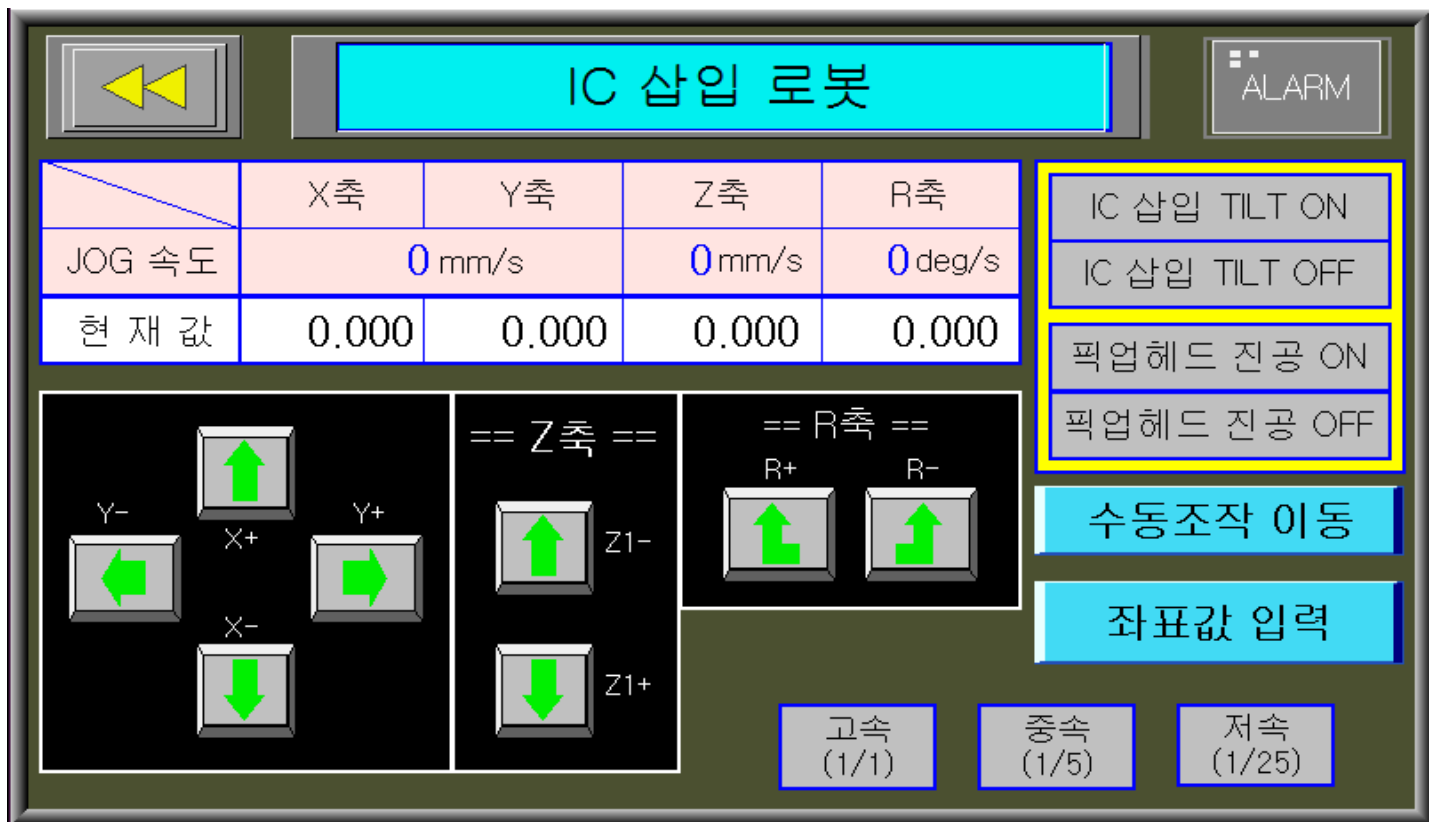 IC 삽입 로봇
ALARM
X축 Y축 Z축 R축
JOG 속도 0 mm/s 0 mm/s 0 deg/s
현 재 값 0.000 0.000 0.000 0.000
IC 삽입 TILT ON
IC 삽입 TILT OFF
픽업헤드 진공 ON
픽업헤드 진공 OFF
Y-
X+
Y+
X-
== Z축 ==
Z1-
Z1+
== R축 ==
R+ R-
수동조작 이동
좌표값 입력
고속
(1/1)
중속
(1/5)
저속
(1/25)